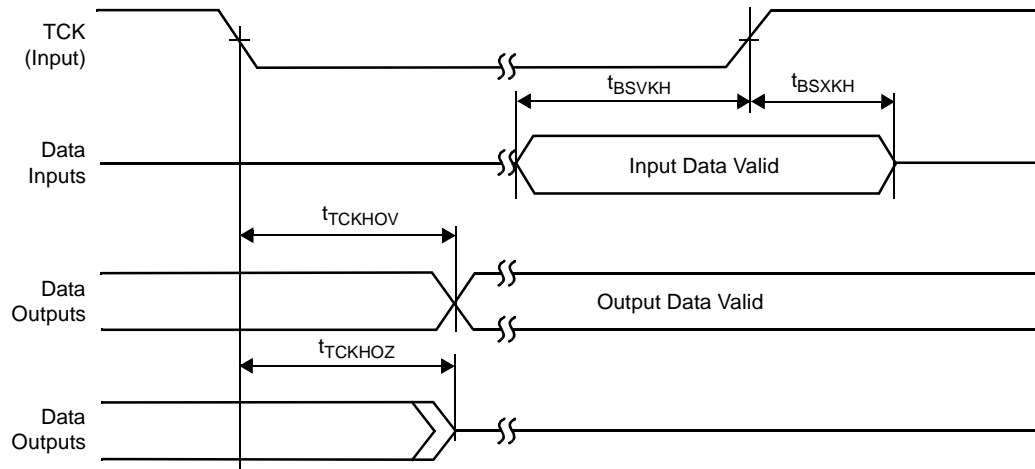 TCK
(Input)
tBSVKH
tBSXKH
Data
Inputs
Input Data Valid
tTCKHOV
Data
Outputs
Output Data Valid
tTCKHOZ
Data
Outputs